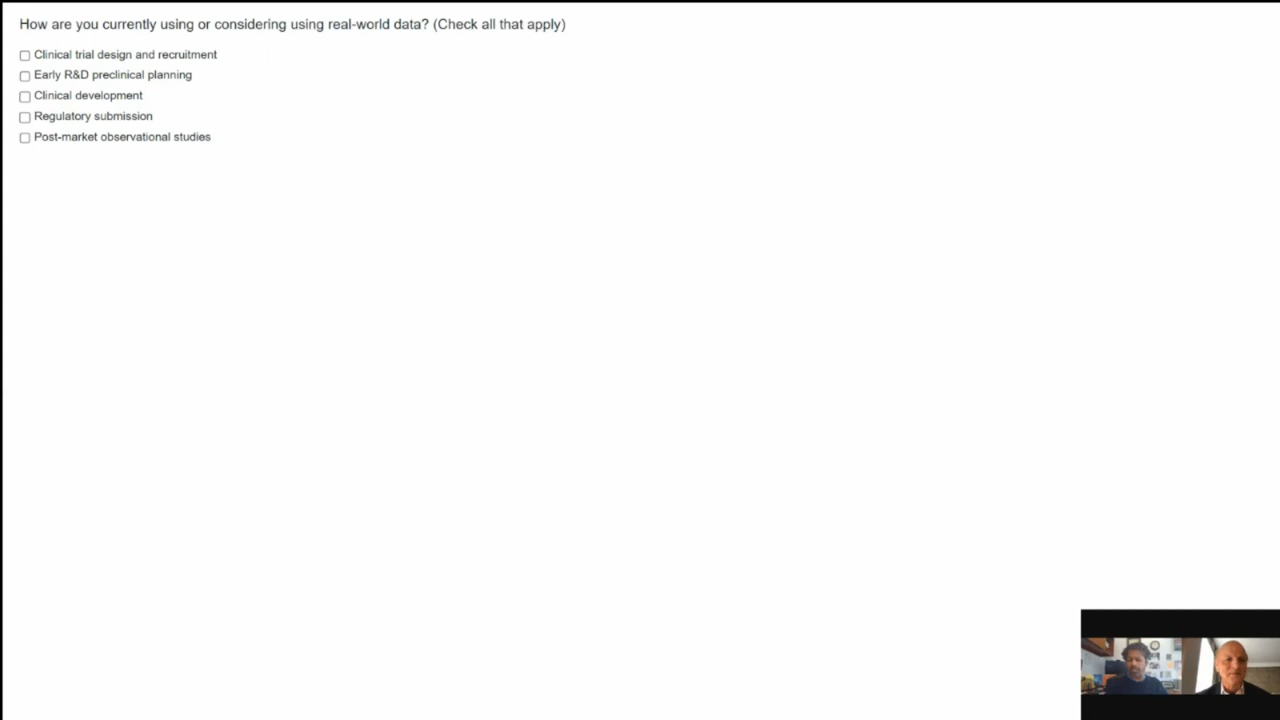 How are you currently using or considering using real-world data? (Check all that apply)
Clinical trial design and recruitment
Early R&D preclinical planning
Clinical development
Regulatory submission
Post-market observational studies